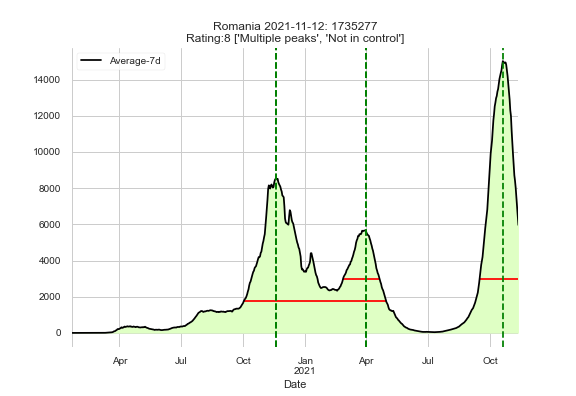 Romania 2021-11-12: 1735277
Rating:8 ['Multiple peaks', 'Not in control']
Average-7d
14000
12000
10000
8000
6000
4000
2000
0
Apr Jul Oct Jan Apr Jul Oct
2021
Date